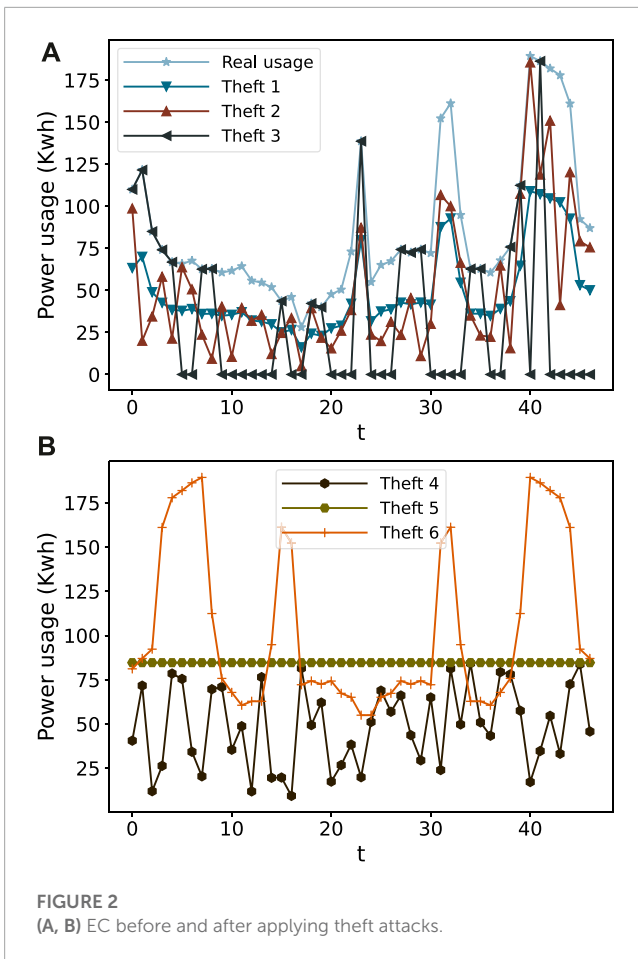 A
Real usage
Theft 1
Theft 2
Theft 3
Power usage (Kwh)
175
150
125
100
75
50
25
0
0 10 20 30 40
t
B
Theft 4
Theft 5
Theft 6
Power usage (Kwh)
175
150
125
100
75
50
25
0 10 20 30 40
t
FIGURE 2
(A, B) EC before and after applying theft attacks.